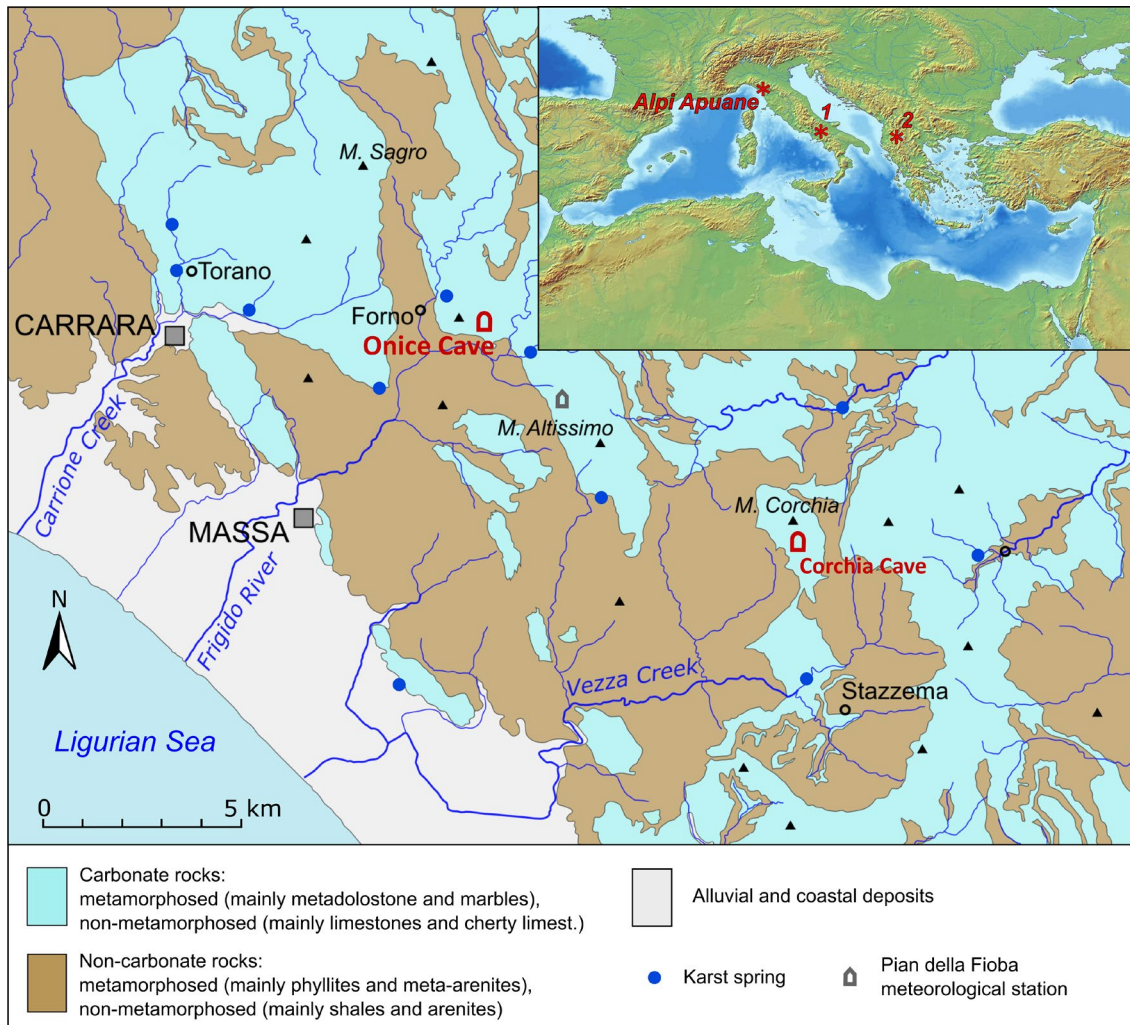 Alpi Apuane
1
2
M. Sagro
Torano
CARRARA
Forno
Onice Cave
M. Altissimo
Carrione Creek
MASSA
M. Corchia
Corchia Cave
Frigido River
N
Vezza Creek
Stazzema
Ligurian Sea
0 5 km
Carbonate rocks:
metamorphosed (mainly metadolostone and marbles),
non-metamorphosed (mainly limestones and cherty limest.)
Non-carbonate rocks:
metamorphosed (mainly phyllites and meta-arenites),
non-metamorphosed (mainly shales and arenites)
Alluvial and coastal deposits
Karst spring
Pian della Fioba
meteorological station